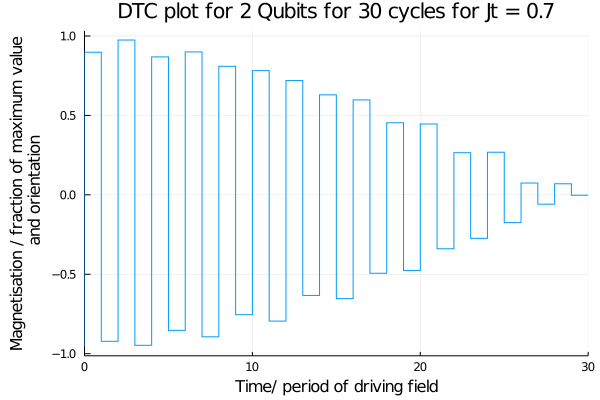 DTC plot for 2 Qubits for 30 cycles for Jt = 0.7
Magnetisation / fraction of maximum value
and orientation
1.0
0.5
0.0
−0.5
−1.0
0
10
20
30
Time/ period of driving field